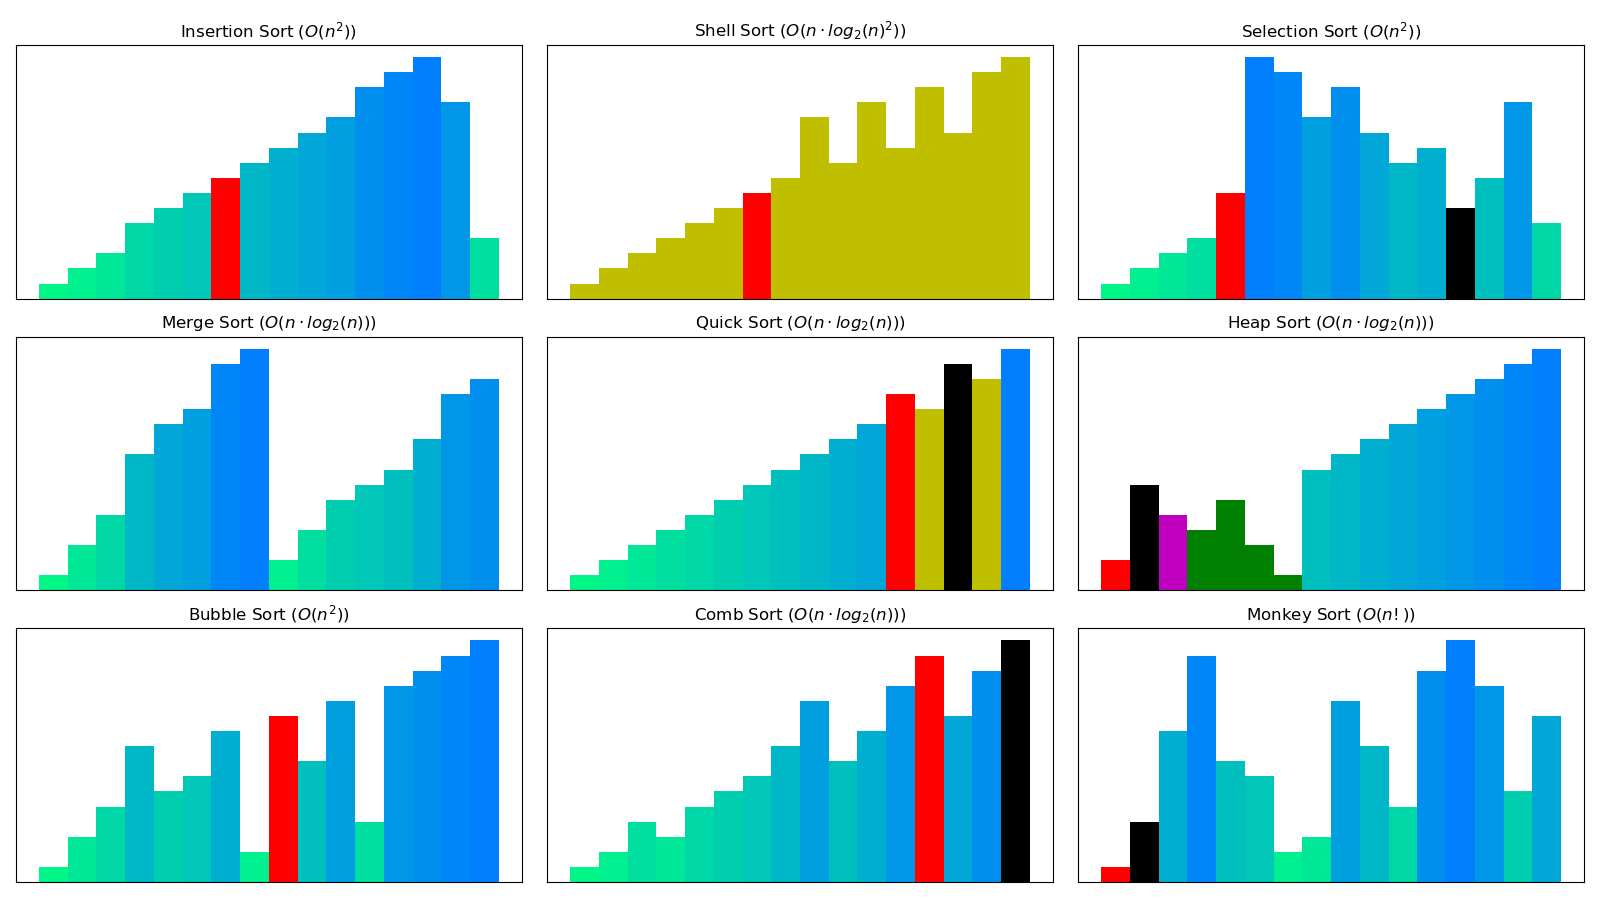 Insertion Sort (O(n²))
Shell Sort (O(n · log₂(n)²))
Selection Sort (O(n²))
Merge Sort (O(n · log₂(n)))
Quick Sort (O(n · log₂(n)))
Heap Sort (O(n · log₂(n)))
Bubble Sort (O(n²))
Comb Sort (O(n · log₂(n)))
Monkey Sort (O(n!))